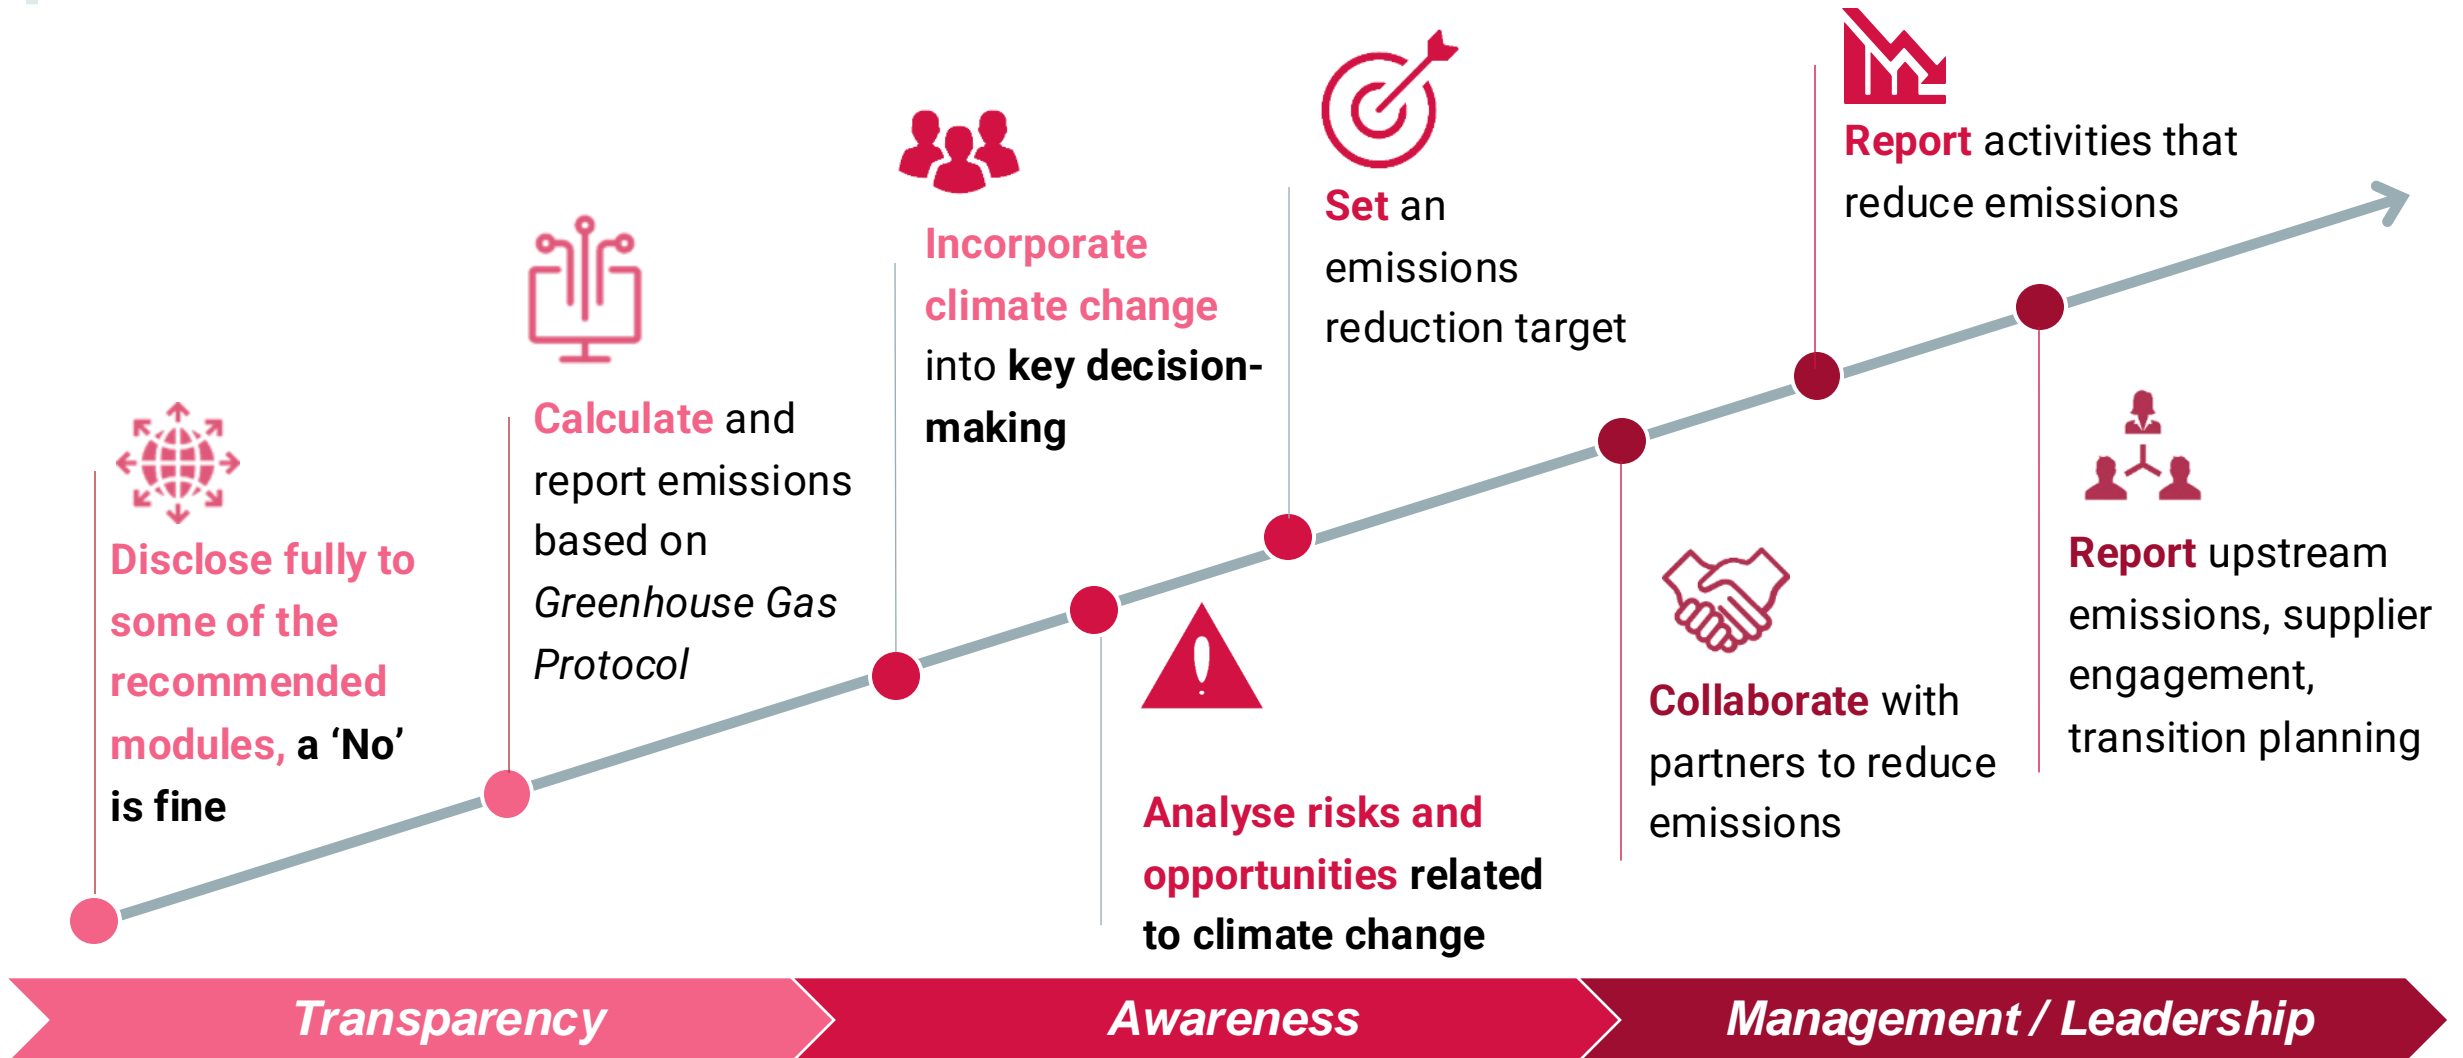 Disclose fully to
some of the
recommended
modules, a ‘No’
is fine
Calculate and
report emissions
based on
Greenhouse Gas
Protocol
Incorporate
climate change
into key decision-
making
Analyse risks and
opportunities related
to climate change
Set an
emissions
reduction target
Collaborate with
partners to reduce
emissions
Report activities that
reduce emissions
Report upstream
emissions, supplier
engagement,
transition planning
Transparency
Awareness
Management / Leadership